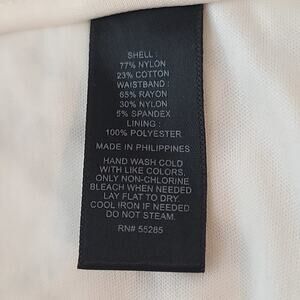 SHELL :
77% NYLON
23% COTTON
WAISTBAND :
65% RAYON
30% NYLON
5% SPANDEX
LINING :
100% POLYESTER
MADE IN PHILIPPINES
HAND WASH COLD
WITH LIKE COLORS,
ONLY NON-CHLORINE
BLEACH WHEN NEEDED
LAY FLAT TO DRY.
COOL IRON IF NEEDED
DO NOT STEAM.
RN# 55285